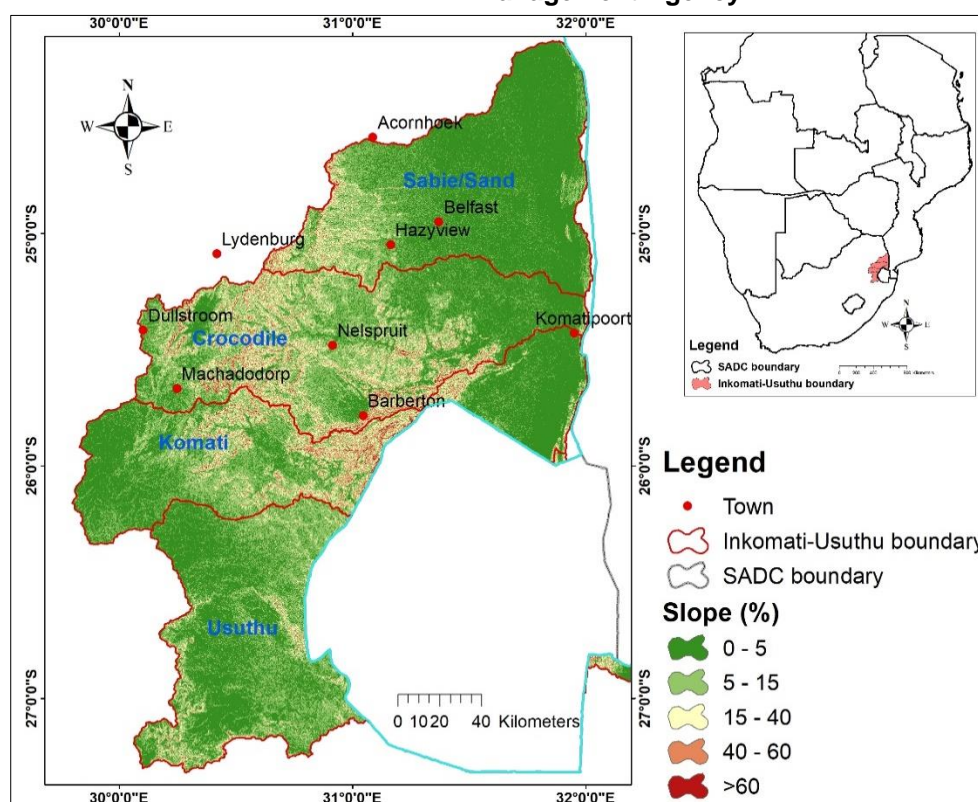 30°0'0"E 31°0'0"E 32°0'0"E
N
W E
S
Acornhoek
Sabie/Sand
Belfast
Hazyview
Lydenburg
Dullstroom
Crocodile
Nelspruit
Komatipoort
Machadodorp
Barberton
Komati
Usuthu
25°0'0"S
26°0'0"S
27°0'0"S
25°0'0"S
26°0'0"S
27°0'0"S
0 10 20 40 Kilometers
30°0'0"E 31°0'0"E 32°0'0"E
N
W E
S
Legend
SADC boundary
Inkomati-Usuthu boundary
Legend
Town
Inkomati-Usuthu boundary
SADC boundary
Slope (%)
0 - 5
5 - 15
15 - 40
40 - 60
>60